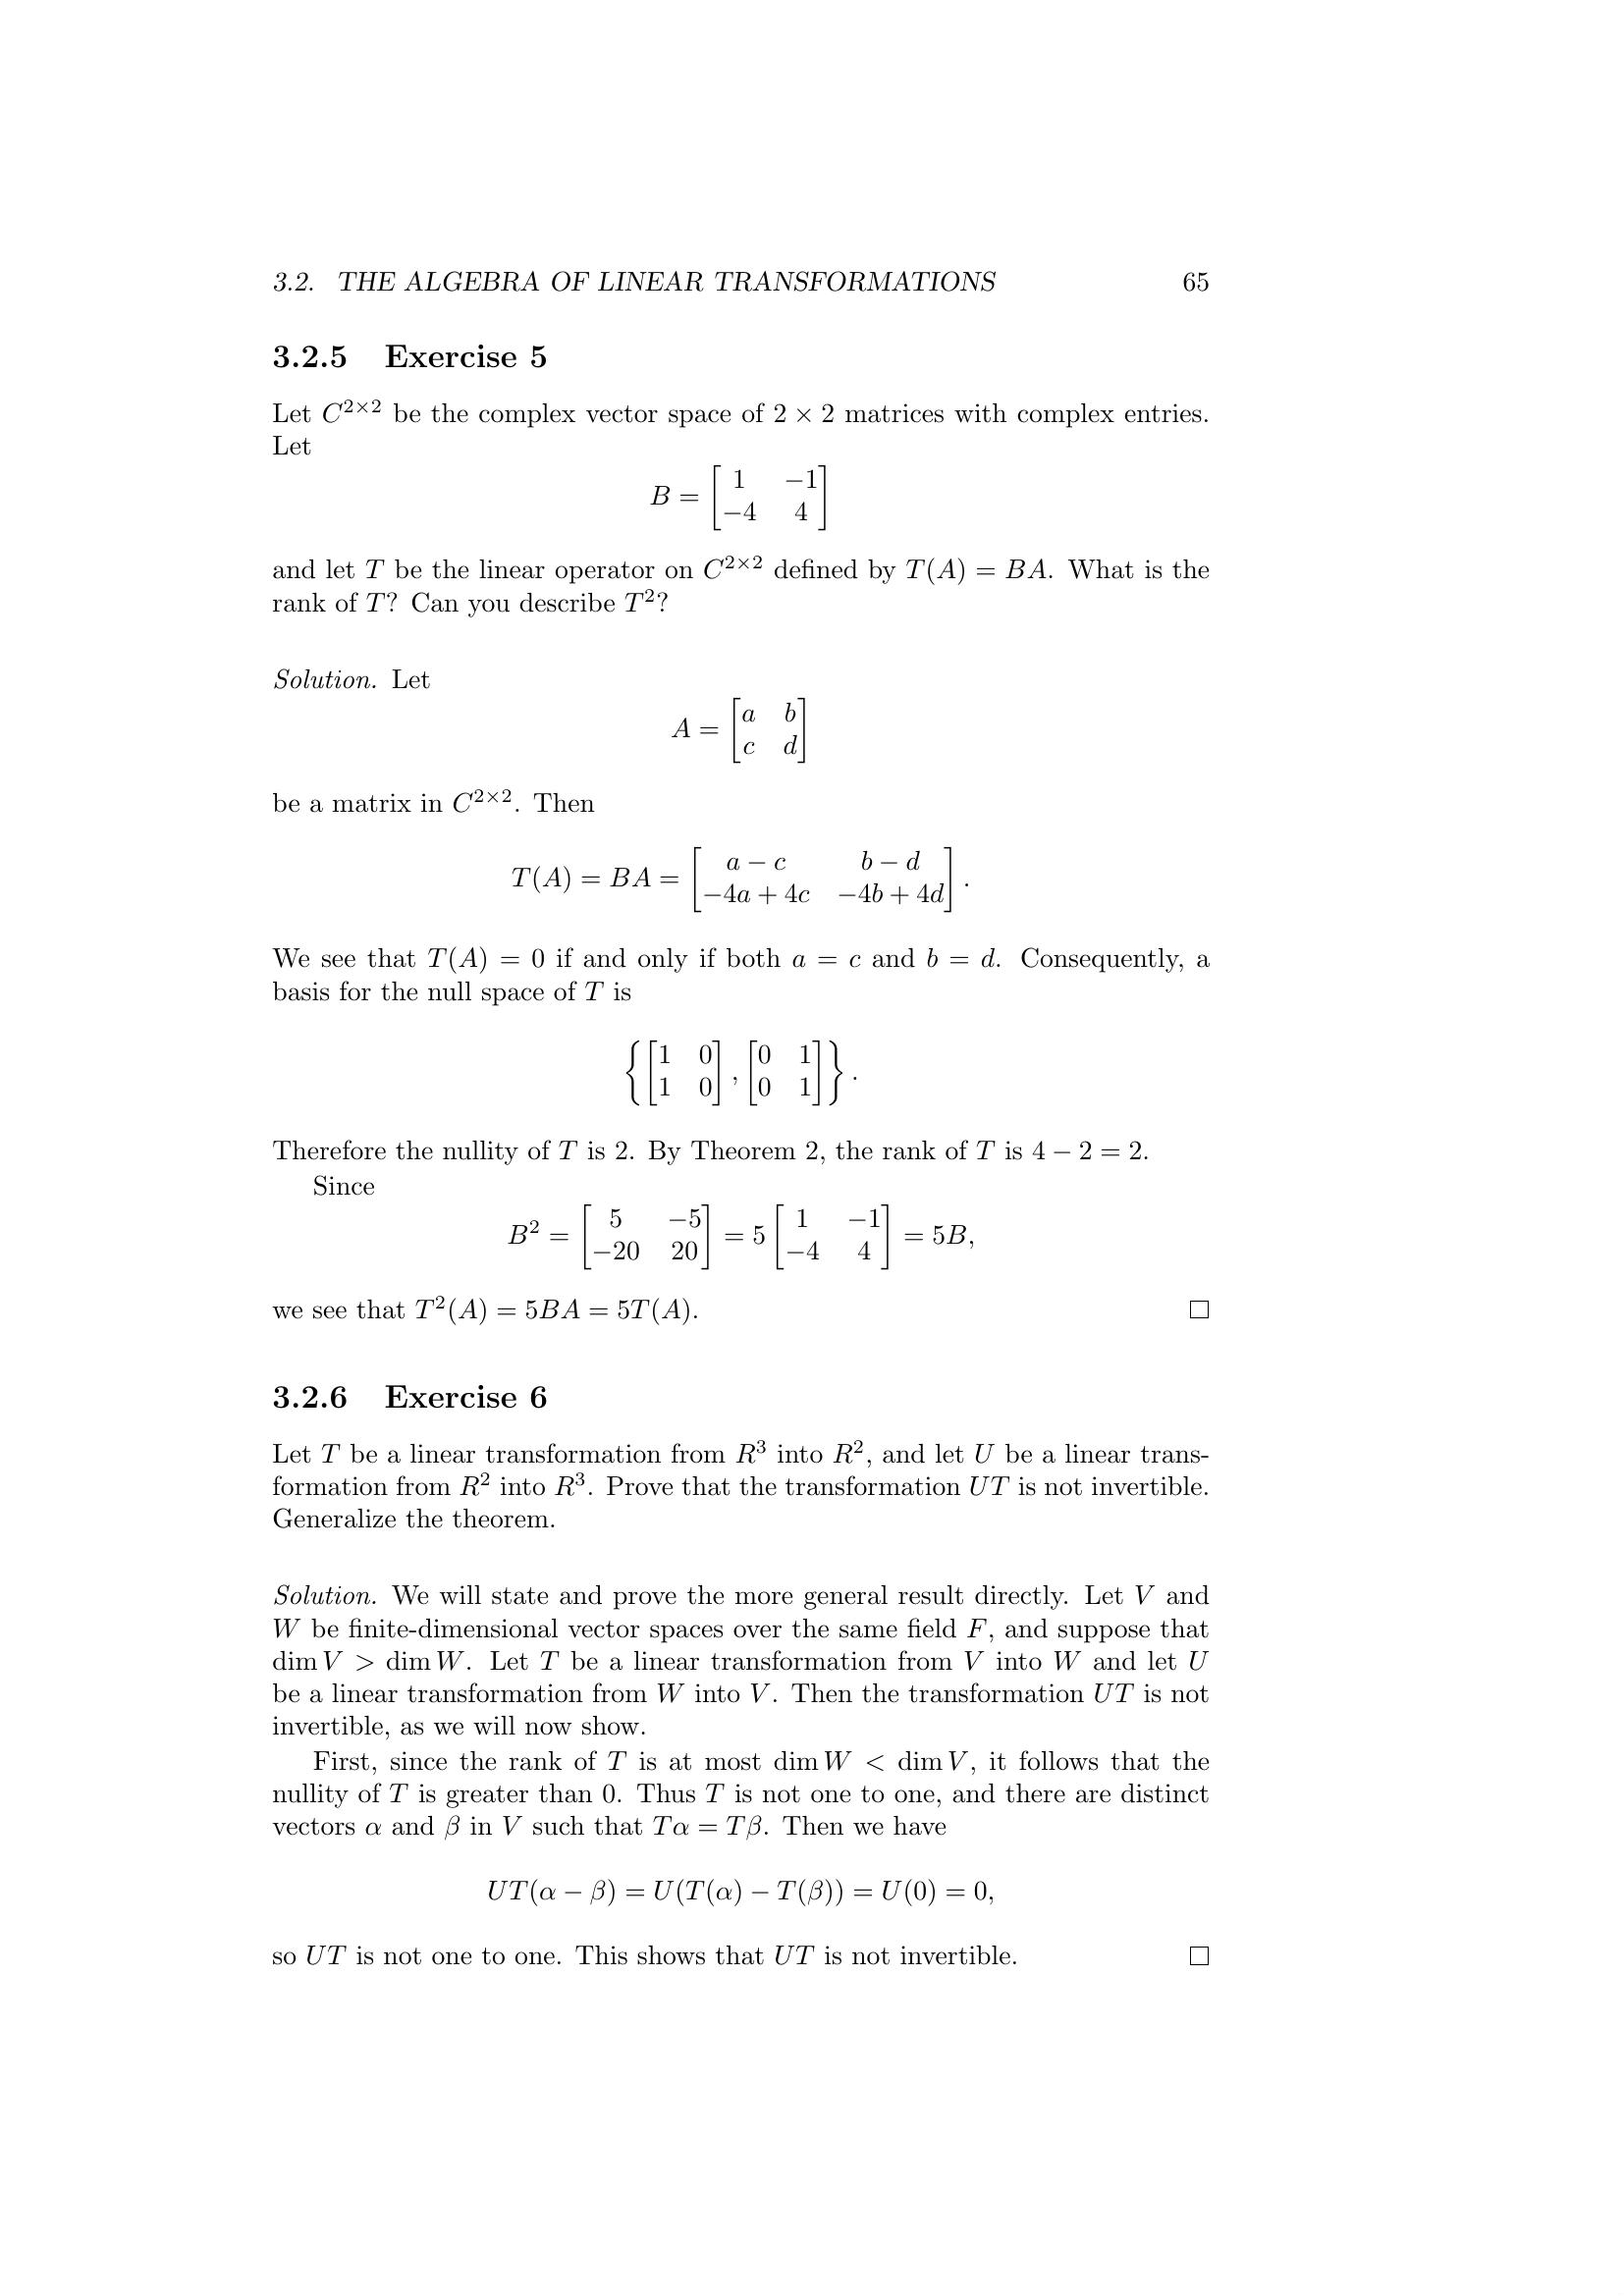 3.2. THE ALGEBRA OF LINEAR TRANSFORMATIONS 65
3.2.5 Exercise 5
Let $C^{2\times2}$ be the complex vector space of $2 \times 2$ matrices with complex entries.
Let
$$B = \begin{bmatrix} 1 & -1 \\ -4 & 4 \end{bmatrix}$$
and let $T$ be the linear operator on $C^{2\times2}$ defined by $T(A) = BA$. What is the
rank of $T$? Can you describe $T^2$?
Solution. Let
$$A = \begin{bmatrix} a & b \\ c & d \end{bmatrix}$$
be a matrix in $C^{2\times2}$. Then
$$T(A) = BA = \begin{bmatrix} a - c & b - d \\ -4a + 4c & -4b + 4d \end{bmatrix}.$$
We see that $T(A) = 0$ if and only if both $a = c$ and $b = d$. Consequently, a
basis for the null space of $T$ is
$$\left\{ \begin{bmatrix} 1 & 0 \\ 1 & 0 \end{bmatrix}, \begin{bmatrix} 0 & 1 \\ 0 & 1 \end{bmatrix} \right\}.$$
Therefore the nullity of $T$ is 2. By Theorem 2, the rank of $T$ is $4 - 2 = 2$.
Since
$$B^2 = \begin{bmatrix} 5 & -5 \\ -20 & 20 \end{bmatrix} = 5 \begin{bmatrix} 1 & -1 \\ -4 & 4 \end{bmatrix} = 5B,$$
we see that $T^2(A) = 5BA = 5T(A)$. □
3.2.6 Exercise 6
Let $T$ be a linear transformation from $R^3$ into $R^2$, and let $U$ be a linear trans-
formation from $R^2$ into $R^3$. Prove that the transformation $UT$ is not invertible.
Generalize the theorem.
Solution. We will state and prove the more general result directly. Let $V$ and
$W$ be finite-dimensional vector spaces over the same field $F$, and suppose that
$\dim V > \dim W$. Let $T$ be a linear transformation from $V$ into $W$ and let $U$
be a linear transformation from $W$ into $V$. Then the transformation $UT$ is not
invertible, as we will now show.
First, since the rank of $T$ is at most $\dim W < \dim V$, it follows that the
nullity of $T$ is greater than 0. Thus $T$ is not one to one, and there are distinct
vectors $\alpha$ and $\beta$ in $V$ such that $T\alpha = T\beta$. Then we have
$$UT(\alpha - \beta) = U(T(\alpha) - T(\beta)) = U(0) = 0,$$
so $UT$ is not one to one. This shows that $UT$ is not invertible. □